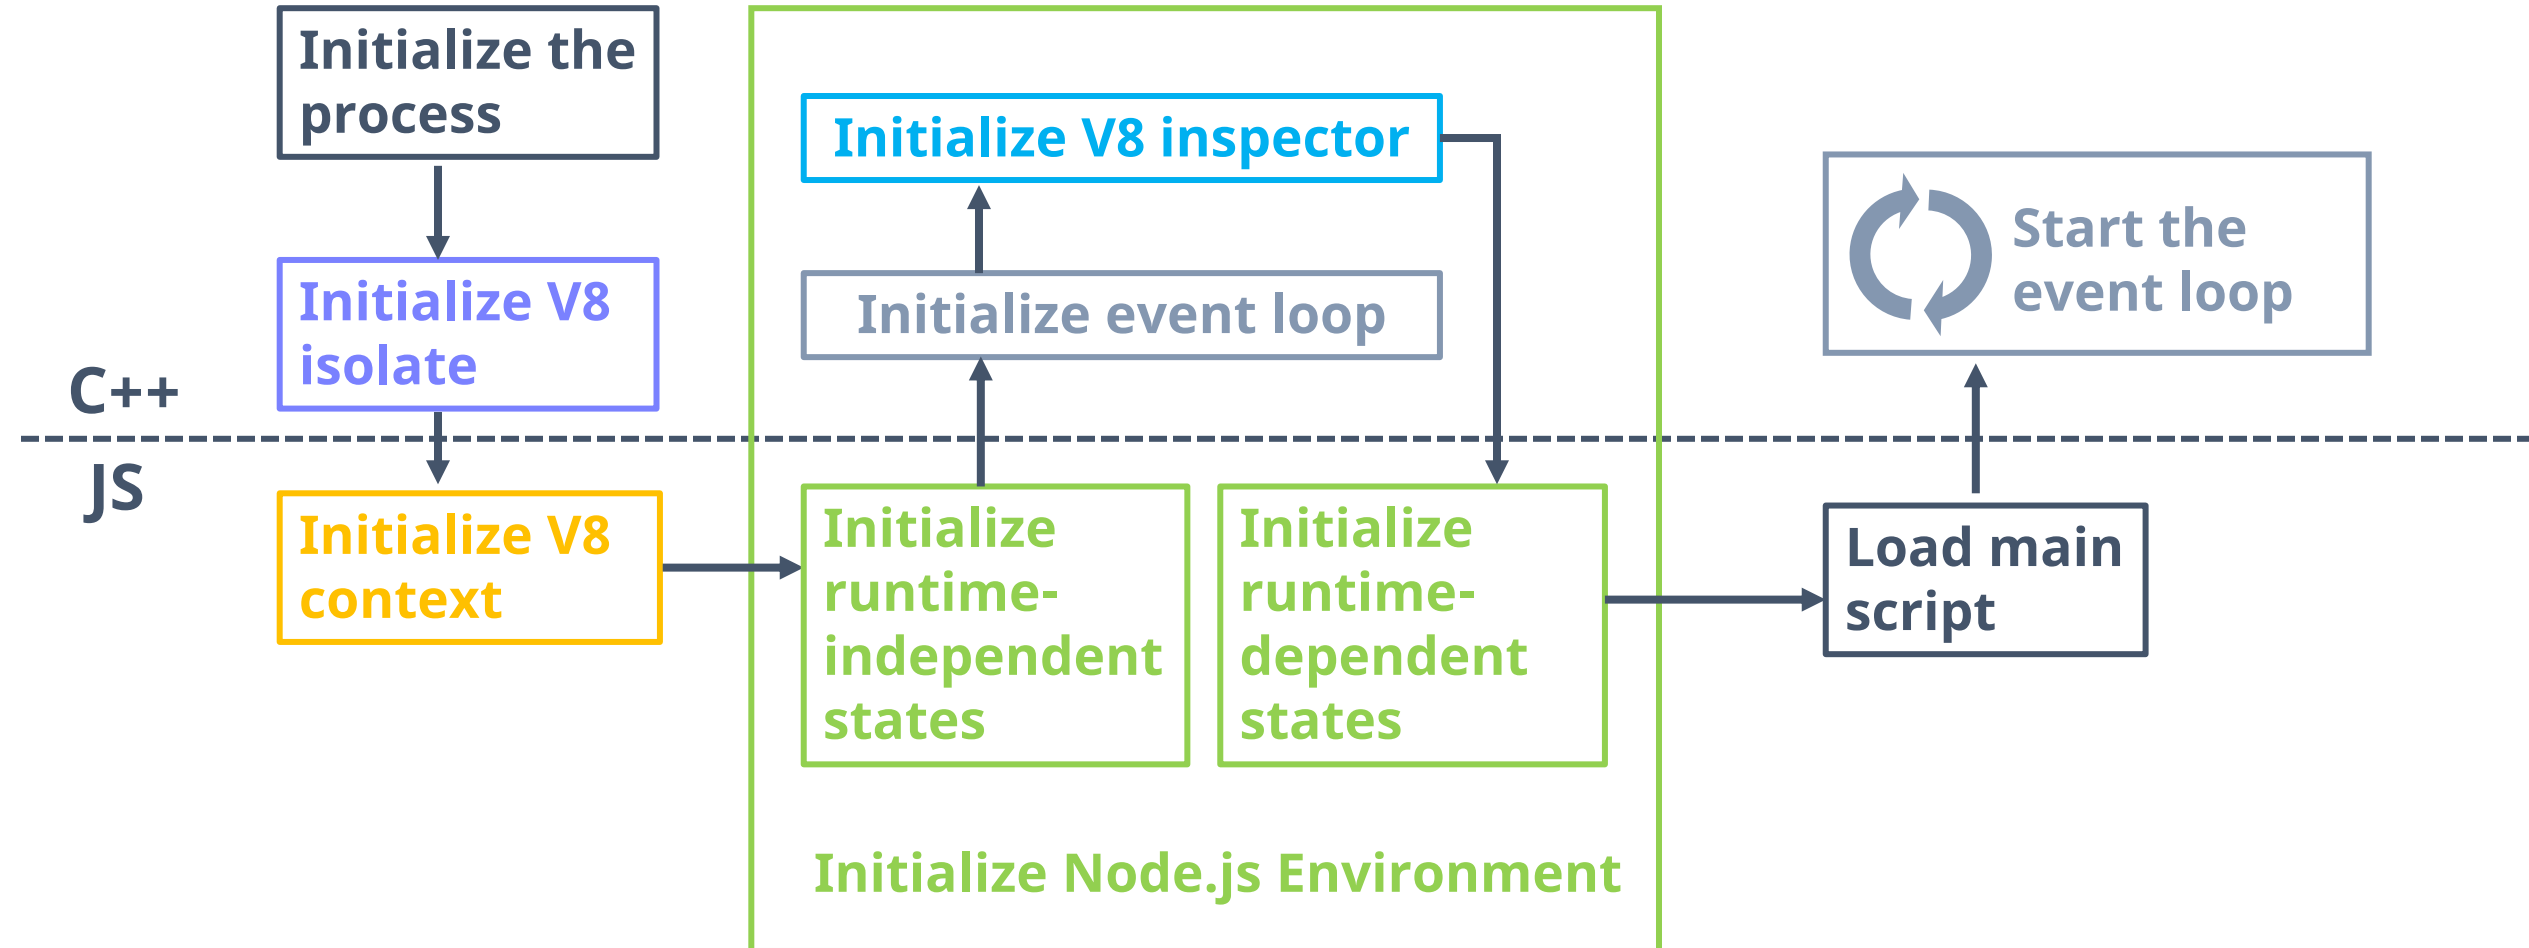 Initialize the
process
Initialize V8
isolate
C++
JS
Initialize V8
context
Initialize V8 inspector
Initialize event loop
Initialize
runtime-
independent
states
Initialize
runtime-
dependent
states
Initialize Node.js Environment
Start the
event loop
Load main
script